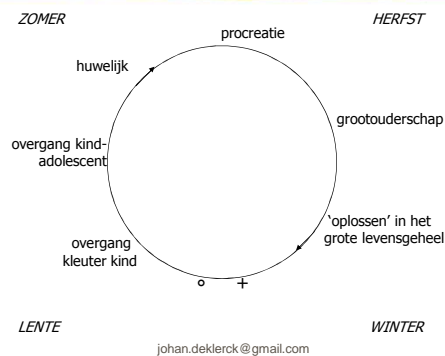 ZOMER
HERFST
procreatie
huwelijk
grootouderschap
overgang kind-
adolescent
‘oplossen’ in het
grote levensgeheel
overgang
kleuter kind
° +
LENTE
WINTER
johan.deklerck@gmail.com